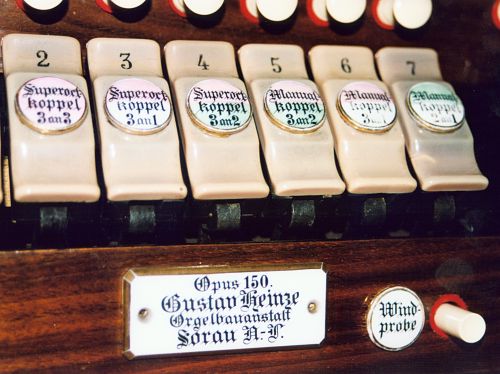 2
3
4
5
6
7
Superoct
koppel
3 an 3
Superoct
koppel
3 an 1
Superoct
koppel
3 an 2
Manual-
koppel
3 an 2
Manual-
koppel
3 an 1
Manual-
koppel
2 an 1
Opus 150.
Gustav Heinze
Orgelbauanstalt
Sorau N-L.
Wind-
probe